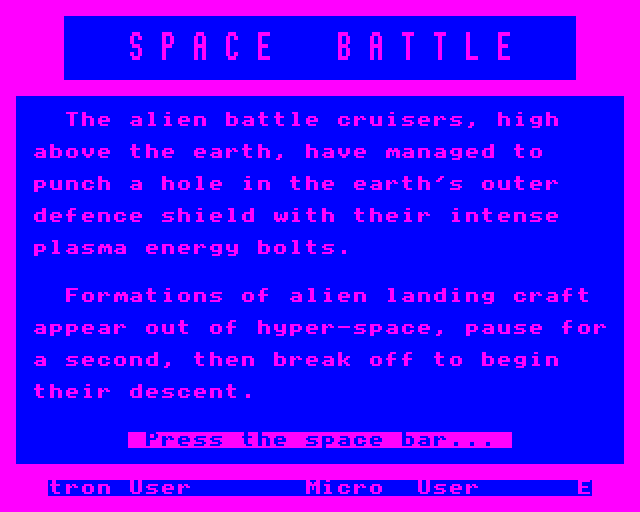 SPACE BATTLE
The alien battle cruisers, high
above the earth, have managed to
punch a hole in the earth's outer
defence shield with their intense
plasma energy bolts.
Formations of alien landing craft
appear out of hyper-space, pause for
a second, then break off to begin
their descent.
Press the space bar...
tron User Micro User E